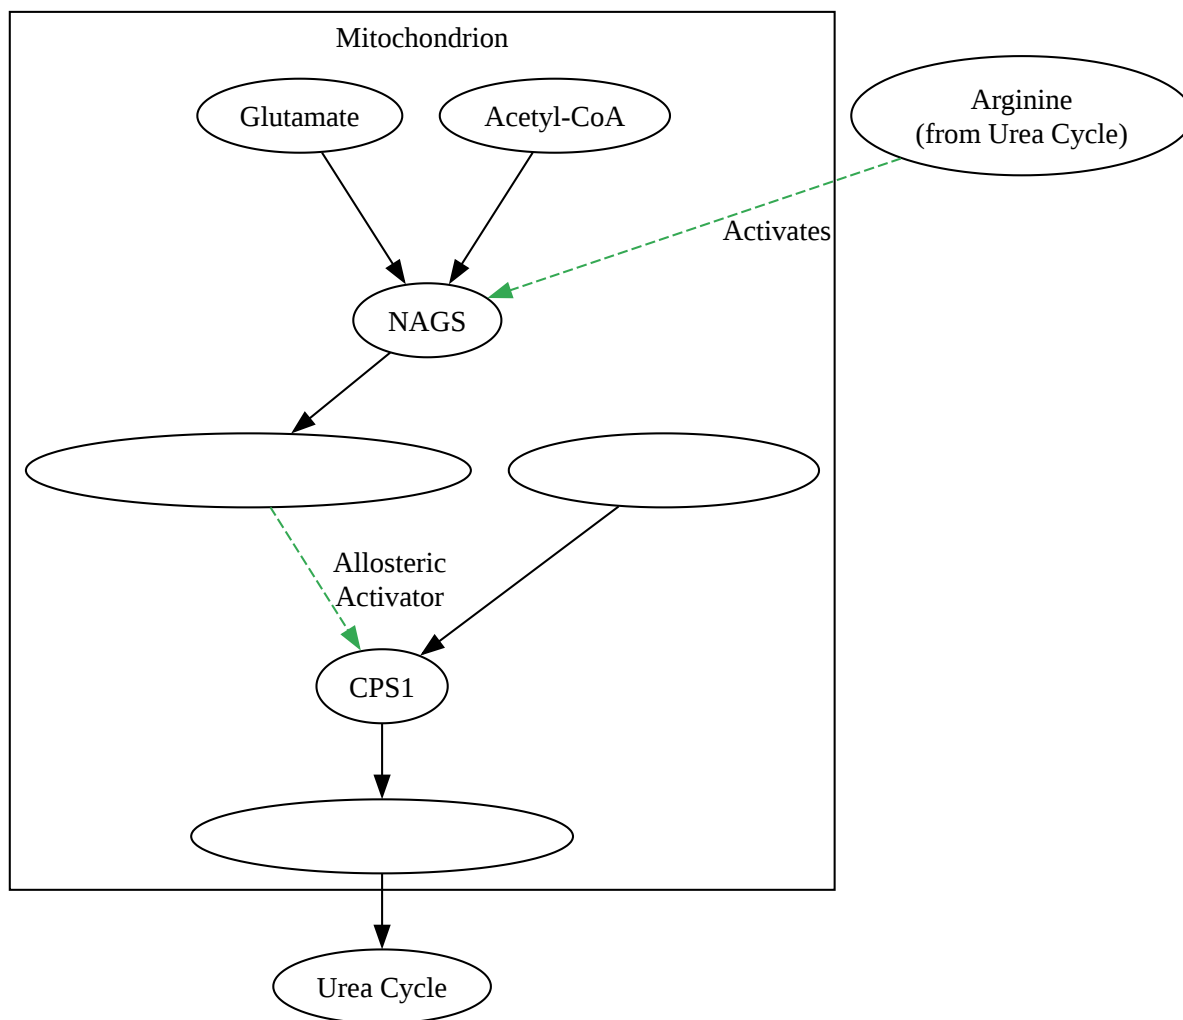 Mitochondrion
Glutamate
Acetyl-CoA
Arginine
(from Urea Cycle)
Activates
NAGS
Allosteric
Activator
CPS1
Urea Cycle